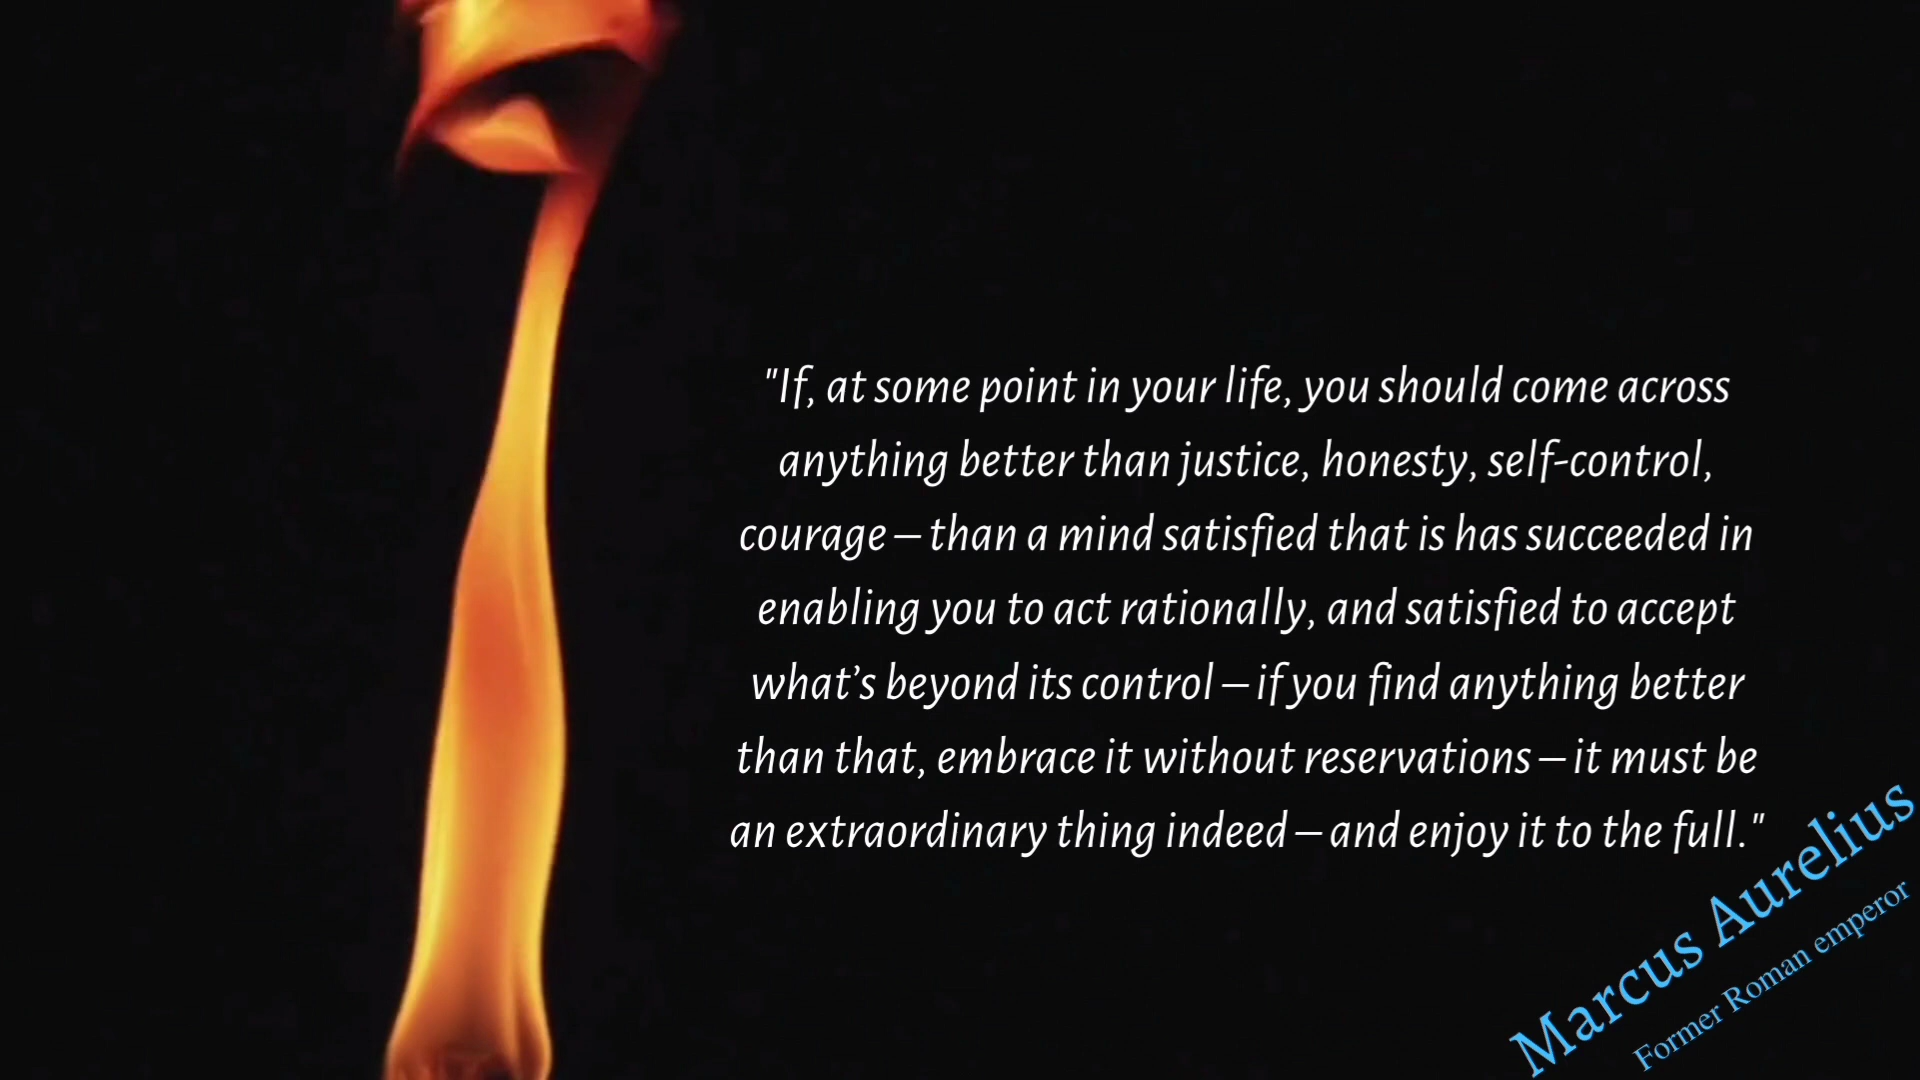 "If, at some point in your life, you should come across
anything better than justice, honesty, self-control,
courage – than a mind satisfied that is has succeeded in
enabling you to act rationally, and satisfied to accept
what’s beyond its control – if you find anything better
than that, embrace it without reservations – it must be
an extraordinary thing indeed – and enjoy it to the full."
Marcus Aurelius
Former Roman emperor